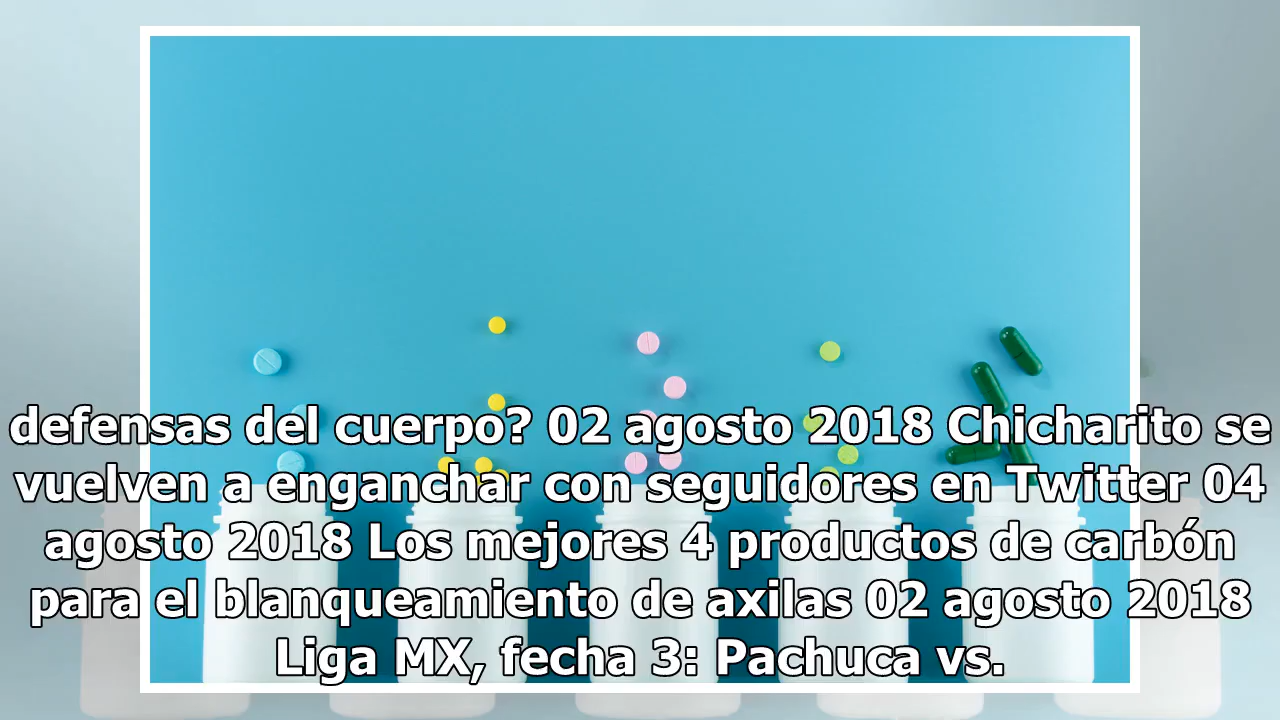 defensas del cuerpo? 02 agosto 2018 Chicharito se
vuelven a enganchar con seguidores en Twitter 04
agosto 2018 Los mejores 4 productos de carbón
para el blanqueamiento de axilas 02 agosto 2018
Liga MX, fecha 3: Pachuca vs.